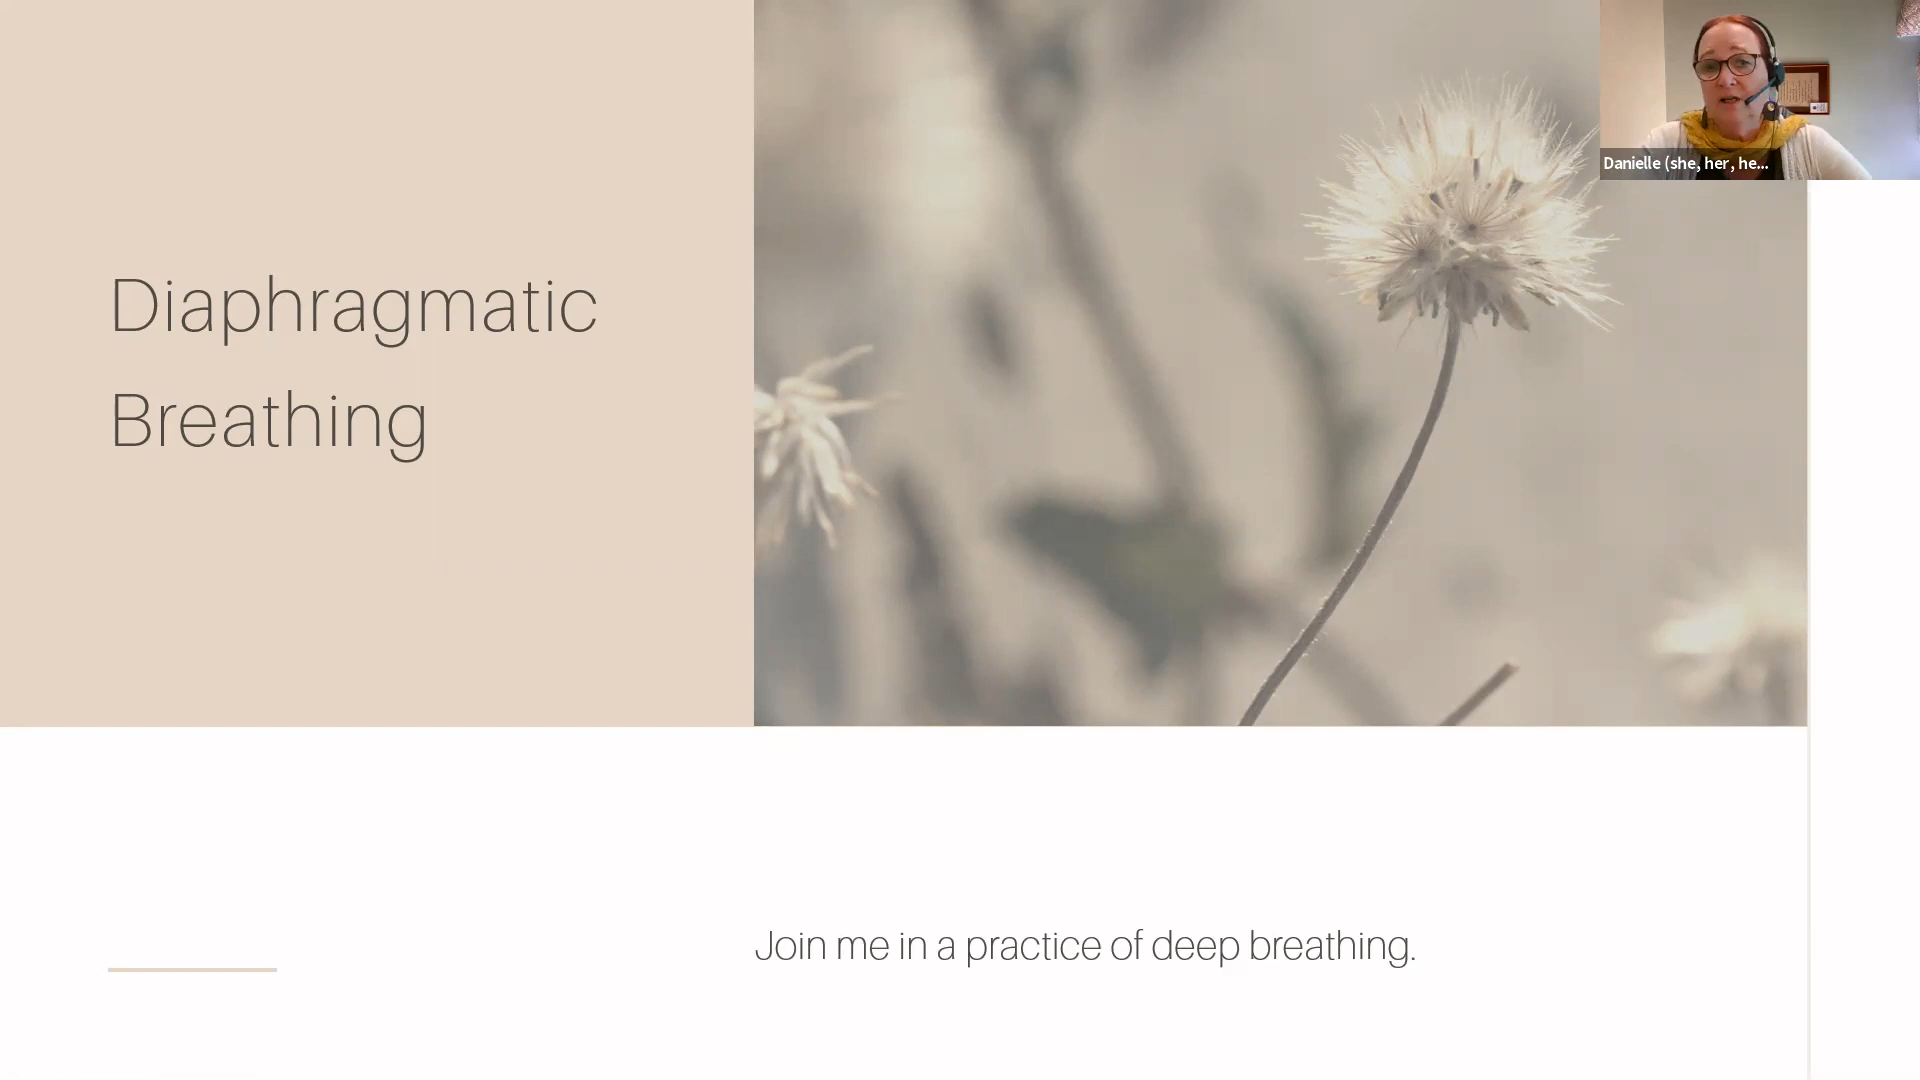 Diaphragmatic
Breathing
Danielle (she, her, he...
Join me in a practice of deep breathing.